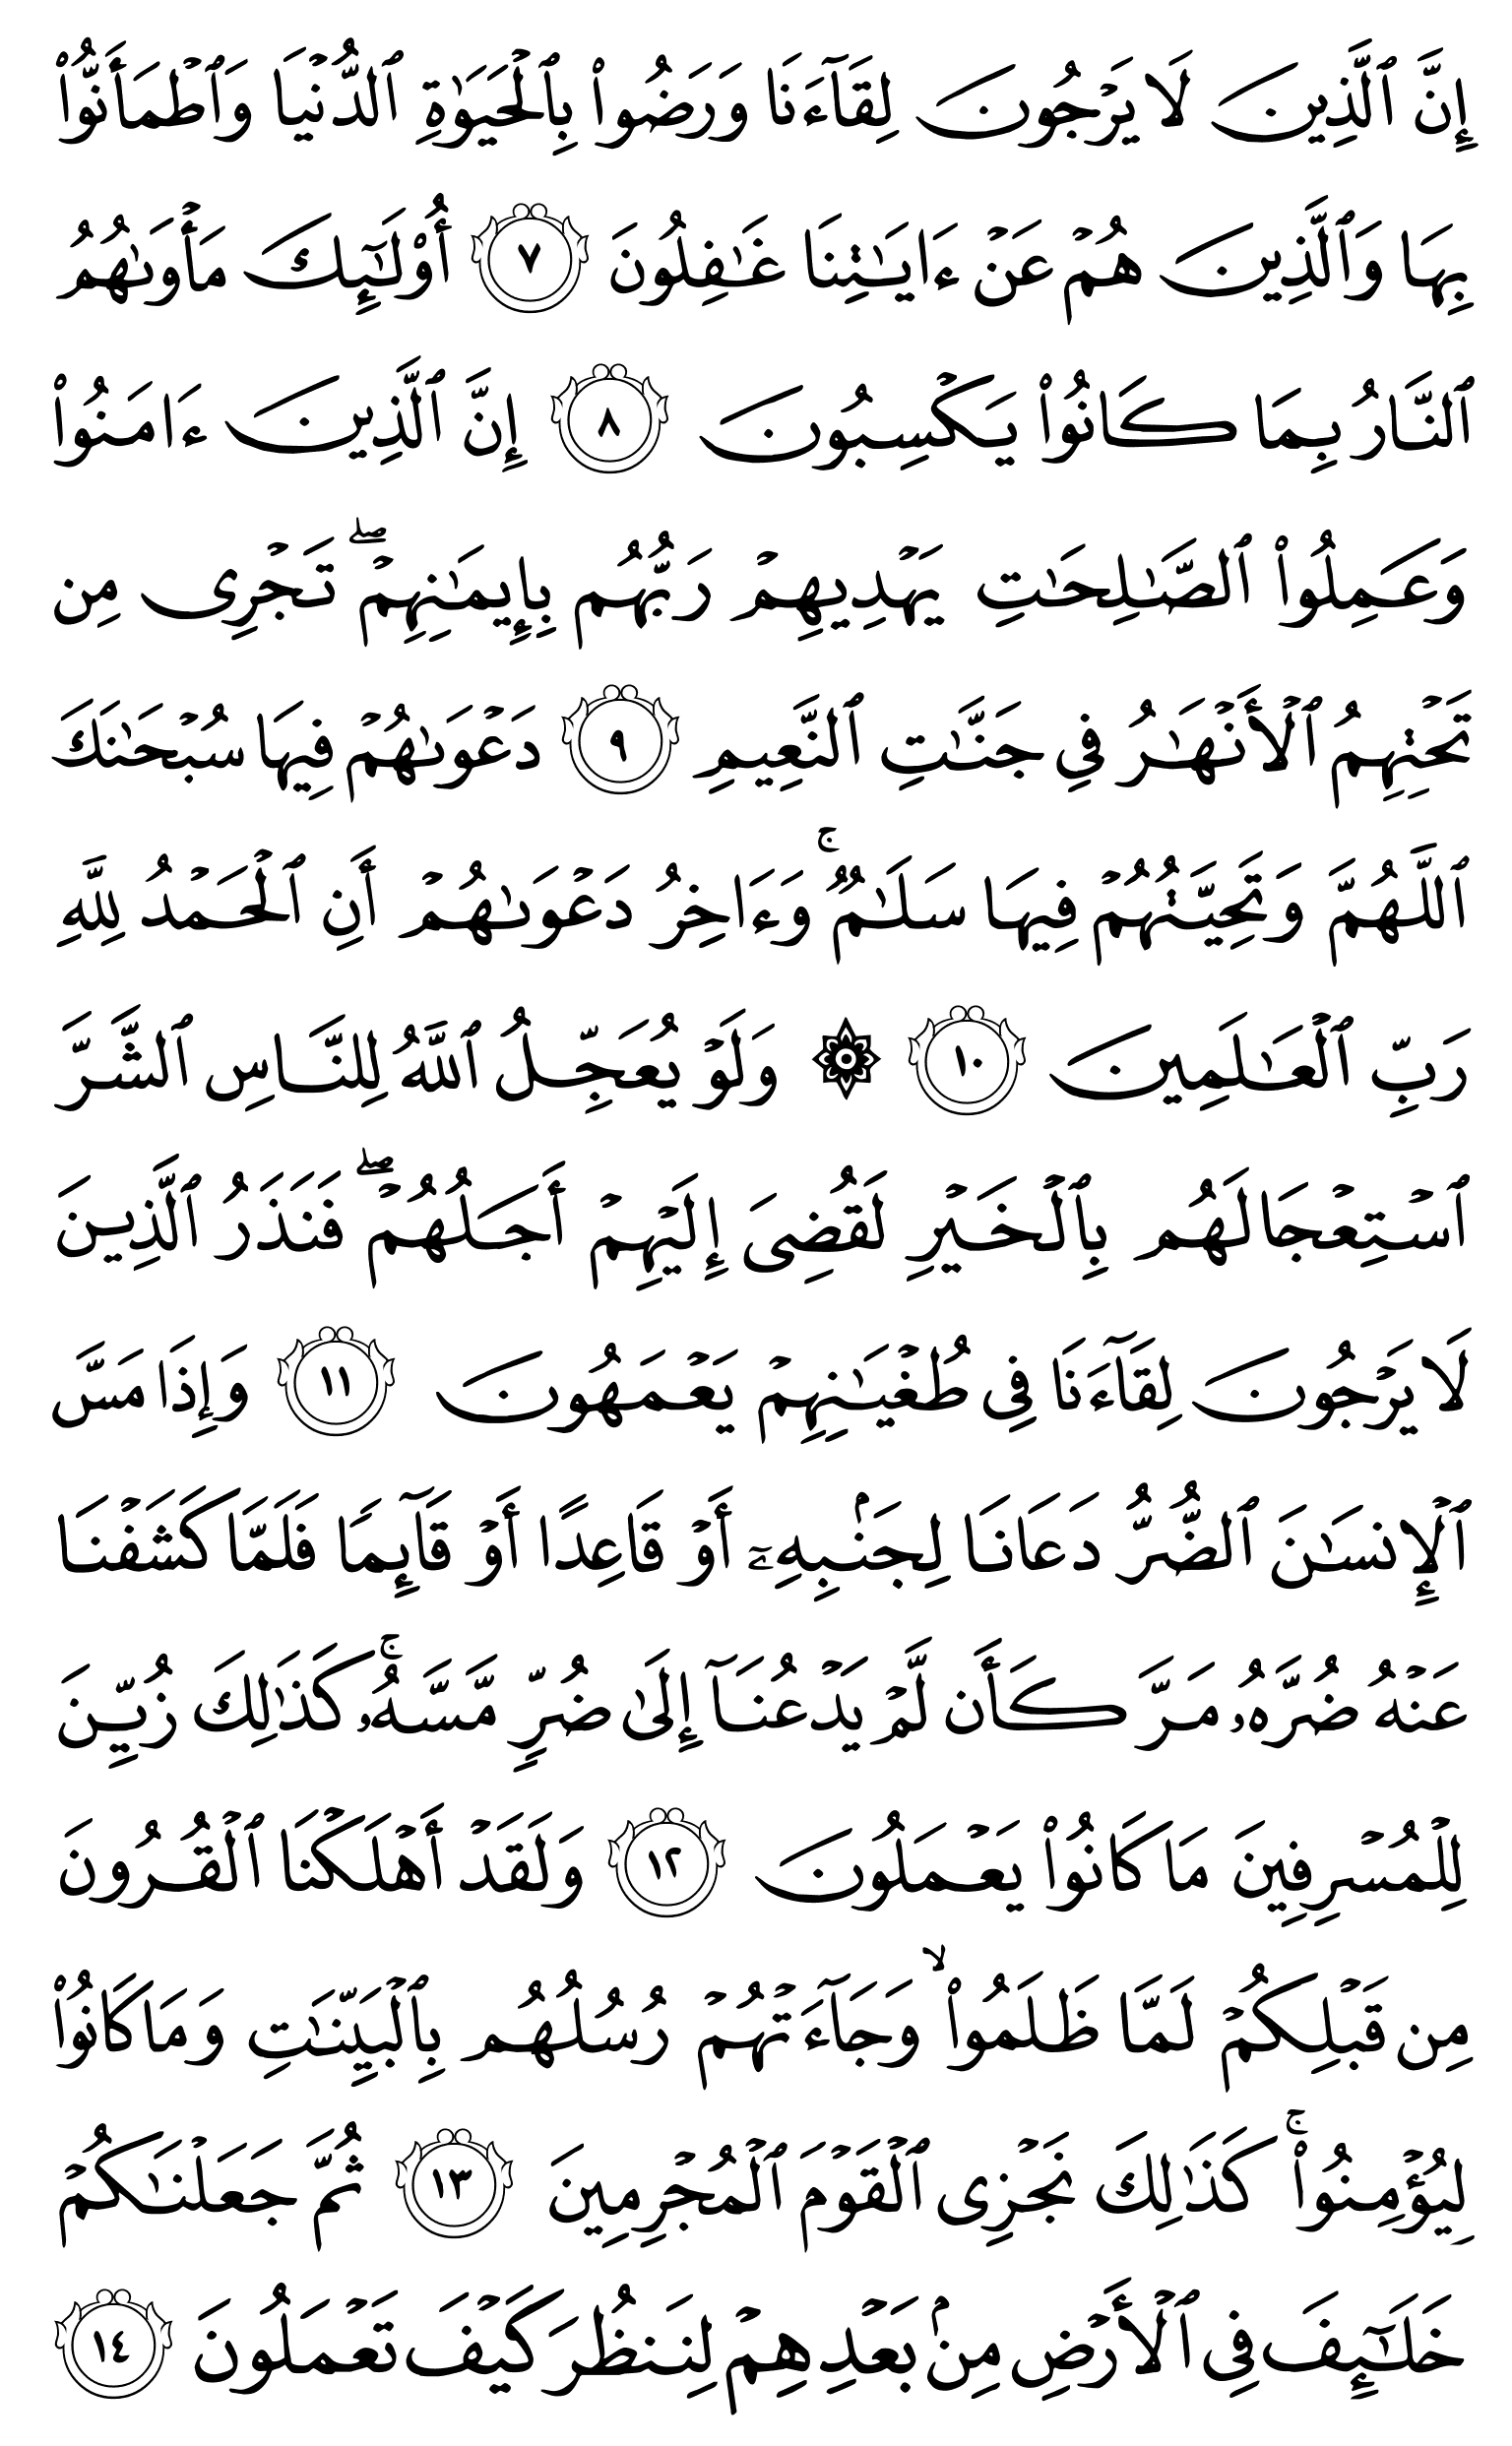 إِنَّ ٱلَّذِينَ لَا يَرۡجُونَ لِقَآءَنَا وَرَضُواْ بِٱلۡحَيَوٰةِ ٱلدُّنۡيَا وَٱطۡمَأَنُّواْ
بِهَا وَٱلَّذِينَ هُمۡ عَنۡ ءَايَٰتِنَا غَٰفِلُونَ ٧ أُوْلَٰٓئِكَ مَأۡوَىٰهُمُ
ٱلنَّارُ بِمَا كَانُواْ يَكۡسِبُونَ ٨ إِنَّ ٱلَّذِينَ ءَامَنُواْ
وَعَمِلُواْ ٱلصَّٰلِحَٰتِ يَهۡدِيهِمۡ رَبُّهُم بِإِيمَٰنِهِمۡۖ تَجۡرِي مِن
تَحۡتِهِمُ ٱلۡأَنۡهَٰرُ فِي جَنَّٰتِ ٱلنَّعِيمِ ٩ دَعۡوَىٰهُمۡ فِيهَا سُبۡحَٰنَكَ
ٱللَّهُمَّ وَتَحِيَّتُهُمۡ فِيهَا سَلَٰمٞۚ وَءَاخِرُ دَعۡوَىٰهُمۡ أَنِ ٱلۡحَمۡدُ لِلَّهِ
رَبِّ ٱلۡعَٰلَمِينَ ١٠ ۞ وَلَوۡ يُعَجِّلُ ٱللَّهُ لِلنَّاسِ ٱلشَّرَّ
ٱسۡتِعۡجَالَهُم بِٱلۡخَيۡرِ لَقُضِيَ إِلَيۡهِمۡ أَجَلُهُمۡۖ فَنَذَرُ ٱلَّذِينَ
لَا يَرۡجُونَ لِقَآءَنَا فِي طُغۡيَٰنِهِمۡ يَعۡمَهُونَ ١١ وَإِذَا مَسَّ
ٱلۡإِنسَٰنَ ٱلضُّرُّ دَعَانَا لِجَنۢبِهِۦٓ أَوۡ قَاعِدًا أَوۡ قَآئِمٗا فَلَمَّا كَشَفۡنَا
عَنۡهُ ضُرَّهُۥ مَرَّ كَأَن لَّمۡ يَدۡعُنَآ إِلَىٰ ضُرّٖ مَّسَّهُۥۚ كَذَٰلِكَ زُيِّنَ
لِلۡمُسۡرِفِينَ مَا كَانُواْ يَعۡمَلُونَ ١٢ وَلَقَدۡ أَهۡلَكۡنَا ٱلۡقُرُونَ
مِن قَبۡلِكُمۡ لَمَّا ظَلَمُواْ ۙ وَجَآءَتۡهُمۡ رُسُلُهُم بِٱلۡبَيِّنَٰتِ وَمَا كَانُواْ
لِيُؤۡمِنُواْۚ كَذَٰلِكَ نَجۡزِي ٱلۡقَوۡمَ ٱلۡمُجۡرِمِينَ ١٣ ثُمَّ جَعَلۡنَٰكُمۡ
خَلَٰٓئِفَ فِي ٱلۡأَرۡضِ مِنۢ بَعۡدِهِمۡ لِنَنظُرَ كَيۡفَ تَعۡمَلُونَ ١٤